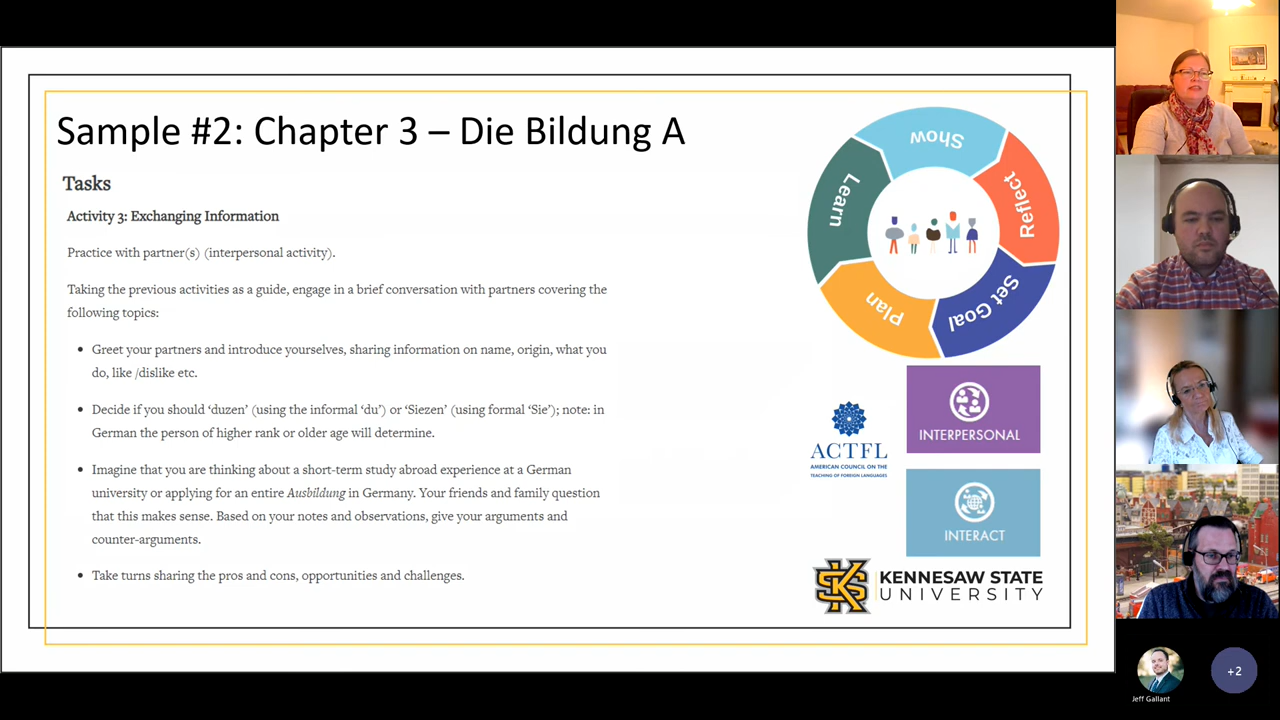 Sample #2: Chapter 3 – Die Bildung A
Tasks
Activity 3: Exchanging Information
Practice with partner(s) (interpersonal activity).
Taking the previous activities as a guide, engage in a brief conversation with partners covering the
following topics:
• Greet your partners and introduce yourselves, sharing information on name, origin, what you
do, like /dislike etc.
• Decide if you should ‘duzen’ (using the informal ‘du’) or ‘Siezen’ (using formal ‘Sie’); note: in
German the person of higher rank or older age will determine.
• Imagine that you are thinking about a short-term study abroad experience at a German
university or applying for an entire Ausbildung in Germany. Your friends and family question
that this makes sense. Based on your notes and observations, give your arguments and
counter-arguments.
• Take turns sharing the pros and cons, opportunities and challenges.
Show
Reflect
Set Goal
Plan
Learn
INTERPERSONAL
ACTFL
AMERICAN COUNCIL ON THE
TEACHING OF FOREIGN LANGUAGES
INTERACT
KS
KENNESAW STATE
UNIVERSITY
Jeff Gallant
+2